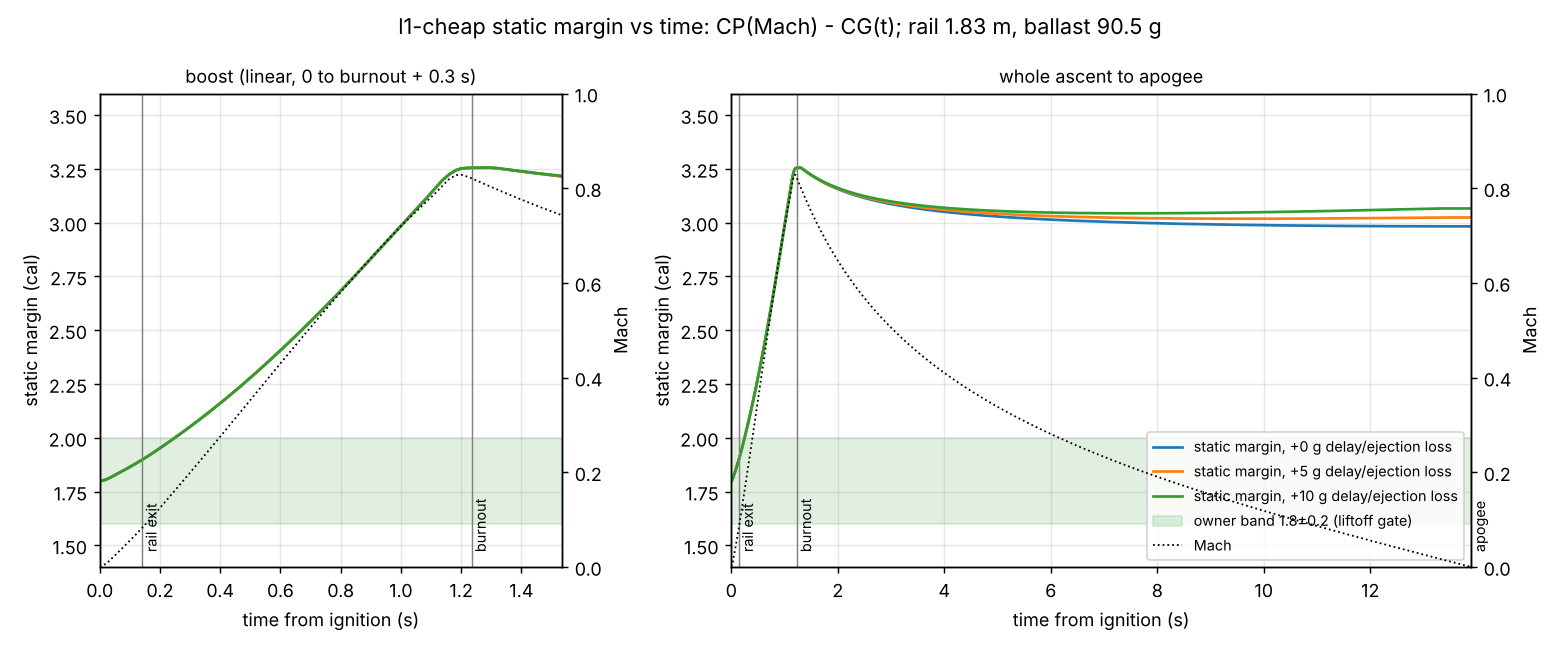 l1-cheap static margin vs time: CP(Mach) - CG(t); rail 1.83 m, ballast 90.5 g
boost (linear, 0 to burnout + 0.3 s)
3.50
3.25
3.00
2.75
2.50
2.25
2.00
1.75
1.50
static margin (cal)
1.0
0.8
0.6
0.4
0.2
0.0
Mach
rail exit
burnout
0.0 0.2 0.4 0.6 0.8 1.0 1.2 1.4
time from ignition (s)
whole ascent to apogee
3.50
3.25
3.00
2.75
2.50
2.25
2.00
1.75
1.50
static margin (cal)
1.0
0.8
0.6
0.4
0.2
0.0
Mach
rail exit
burnout
apogee
static margin, +0 g delay/ejection loss
static margin, +5 g delay/ejection loss
static margin, +10 g delay/ejection loss
owner band 1.8±0.2 (liftoff gate)
Mach
0 2 4 6 8 10 12
time from ignition (s)